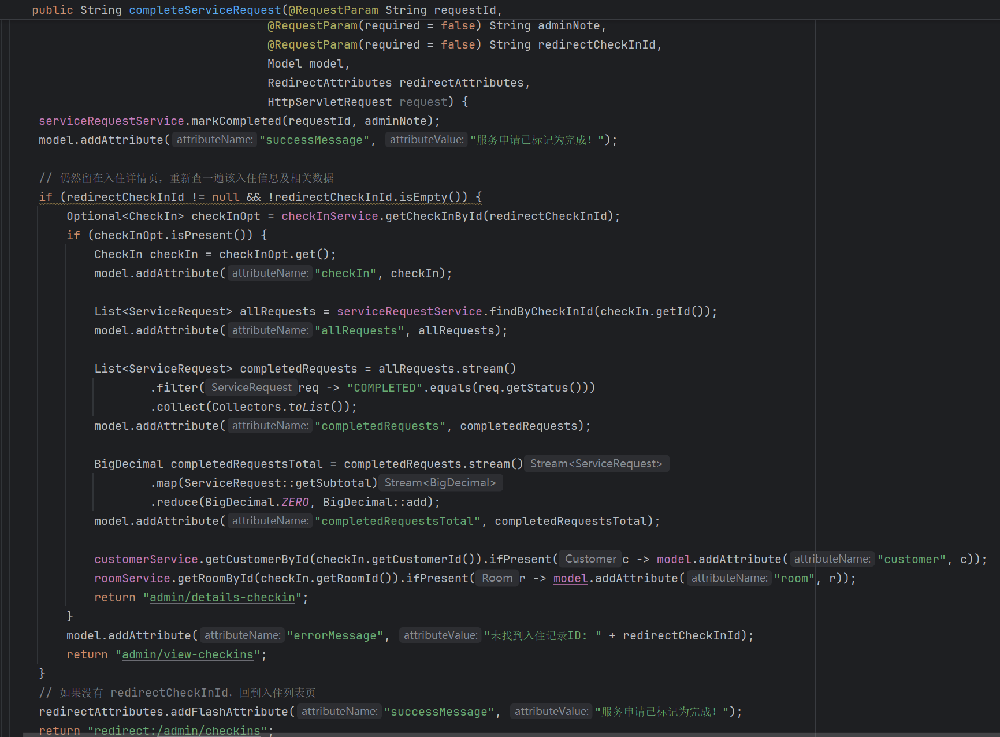 public String completeServiceRequest(@RequestParam String requestId,
@RequestParam(required = false) String adminNote,
@RequestParam(required = false) String redirectCheckInId,
Model model,
RedirectAttributes redirectAttributes,
HttpServletRequest request) {
serviceRequestService.markCompleted(requestId, adminNote);
model.addAttribute( attributeName: "successMessage", attributeValue: "服务申请已标记为完成！");
// 仍然留在入住详情页，重新查一遍该入住信息及相关数据
if (redirectCheckInId != null && !redirectCheckInId.isEmpty()) {
Optional<CheckIn> checkInOpt = checkInService.getCheckInById(redirectCheckInId);
if (checkInOpt.isPresent()) {
CheckIn checkIn = checkInOpt.get();
model.addAttribute( attributeName: "checkIn", checkIn);
List<ServiceRequest> allRequests = serviceRequestService.findByCheckInId(checkIn.getId());
model.addAttribute( attributeName: "allRequests", allRequests);
List<ServiceRequest> completedRequests = allRequests.stream()
.filter( ServiceRequest req -> "COMPLETED".equals(req.getStatus()))
.collect(Collectors.toList());
model.addAttribute( attributeName: "completedRequests", completedRequests);
BigDecimal completedRequestsTotal = completedRequests.stream() Stream<ServiceRequest>
.map(ServiceRequest::getSubtotal) Stream<BigDecimal>
.reduce(BigDecimal.ZERO, BigDecimal::add);
model.addAttribute( attributeName: "completedRequestsTotal", completedRequestsTotal);
customerService.getCustomerById(checkIn.getCustomerId()).ifPresent( Customer c -> model.addAttribute( attributeName: "customer", c));
roomService.getRoomById(checkIn.getRoomId()).ifPresent( Room r -> model.addAttribute( attributeName: "room", r));
return "admin/details-checkin";
}
model.addAttribute( attributeName: "errorMessage", attributeValue: "未找到入住记录ID: " + redirectCheckInId);
return "admin/view-checkins";
}
// 如果没有 redirectCheckInId，回到入住列表页
redirectAttributes.addFlashAttribute( attributeName: "successMessage", attributeValue: "服务申请已标记为完成！");
return "redirect:/admin/checkins";